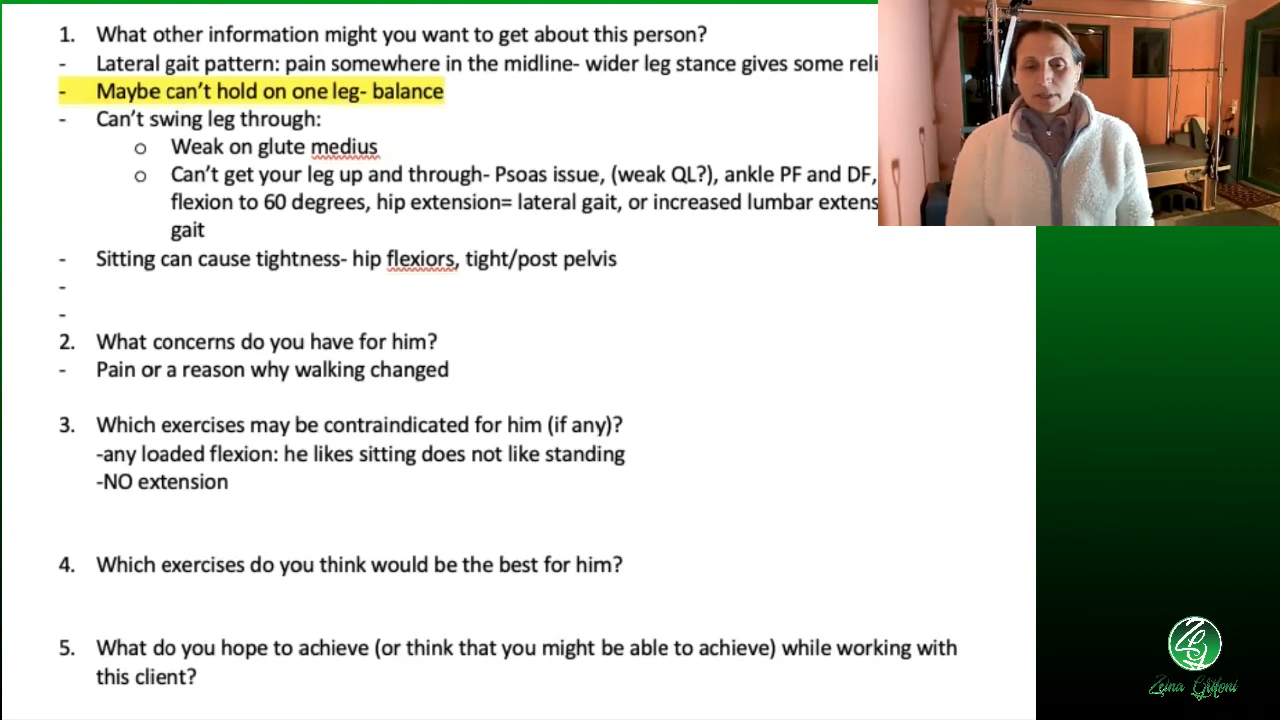 1. What other information might you want to get about this person?
- Lateral gait pattern: pain somewhere in the midline- wider leg stance gives some reli
- Maybe can't hold on one leg- balance
- Can't swing leg through:
o Weak on glute medius
o Can't get your leg up and through- Psoas issue, (weak QL?), ankle PF and DF,
flexion to 60 degrees, hip extension= lateral gait, or increased lumbar extens
gait
- Sitting can cause tightness- hip flexiors, tight/post pelvis
-
-
2. What concerns do you have for him?
- Pain or a reason why walking changed
3. Which exercises may be contraindicated for him (if any)?
-any loaded flexion: he likes sitting does not like standing
-NO extension
4. Which exercises do you think would be the best for him?
5. What do you hope to achieve (or think that you might be able to achieve) while working with
this client?
Zeina Grifoni